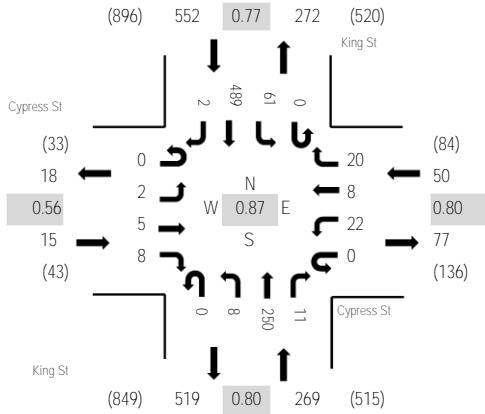 (896) 552 0.77 272 (520)
King St
Cypress St
2 489 61 0
(33) (84)
0 20
18 50
2 N 8
0.56 W 0.87 E 0.80
5 22
15 S 77
8 0
(43) (136)
0 8 250 11
Cypress St
King St
(849) 519 0.80 269 (515)